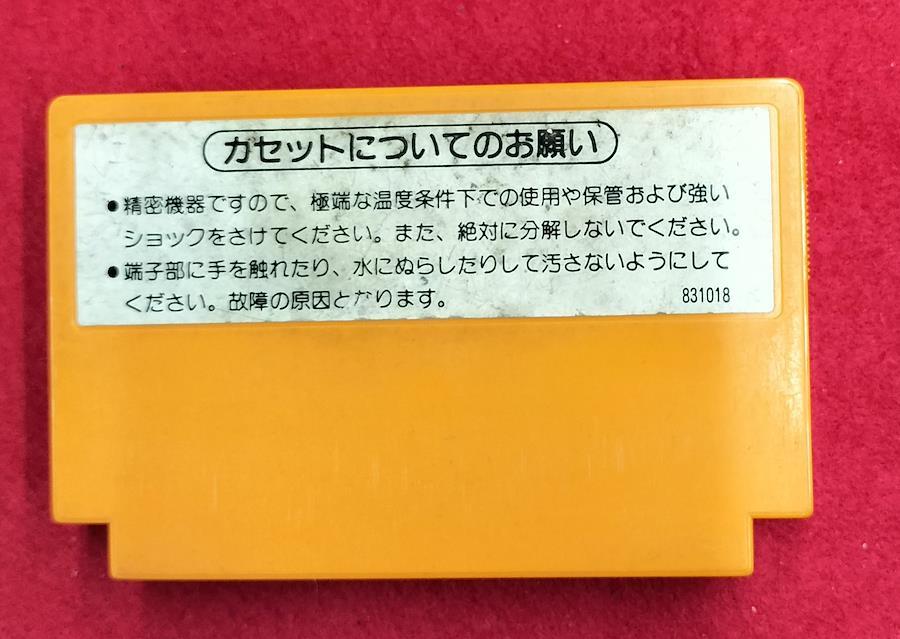 カセットについてのお願い
●精密機器ですので、極端な温度条件下での使用や保管および強い
ショックをさけてください。また、絶対に分解しないでください。
●端子部に手を触れたり、水にぬらしたりして汚さないようにして
ください。故障の原因となります。 831018